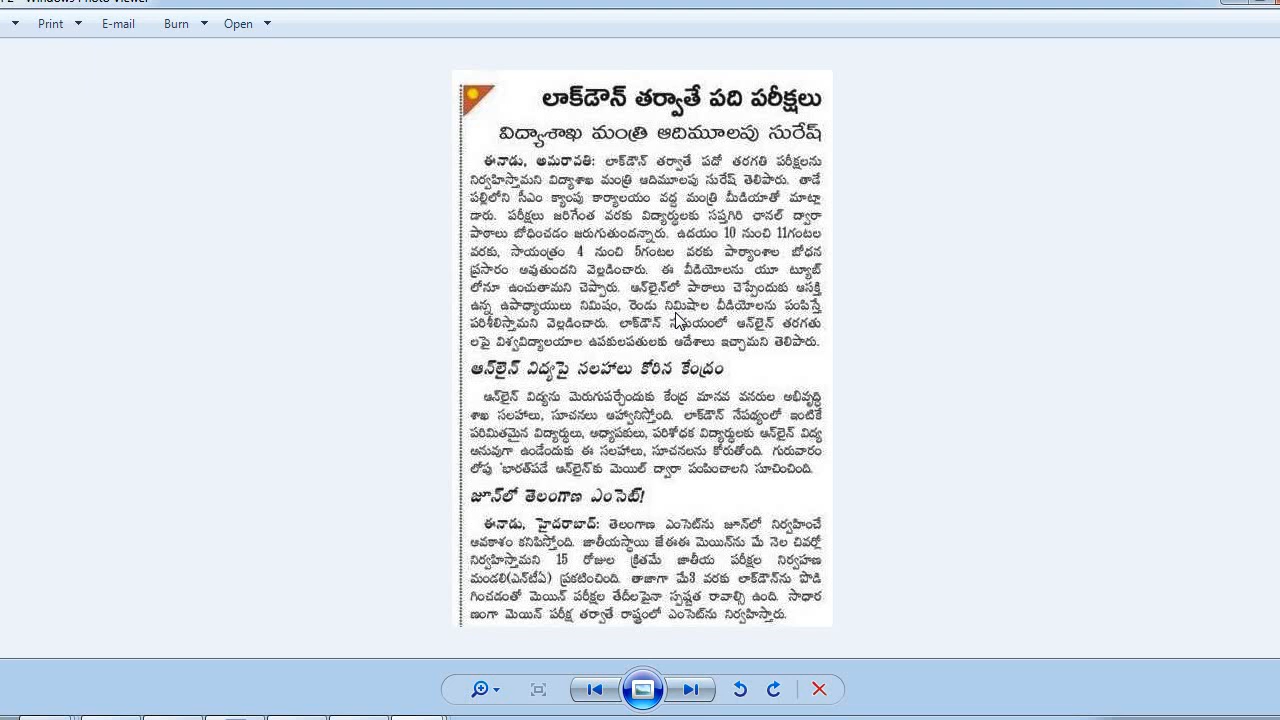 Print E-mail Burn Open
లాక్‌డౌన్ తర్వాతే పది పరీక్షలు
విద్యాశాఖ మంత్రి ఆదిమూలపు సురేష్
ఈనాడు, అమరావతి: లాక్‌డౌన్ తర్వాతే పదో తరగతి పరీక్షలను
నిర్వహిస్తామని విద్యాశాఖ మంత్రి ఆదిమూలపు సురేష్ తెలిపారు. తాడే
పల్లిలోని సీఎం క్యాంపు కార్యాలయం వద్ద మంత్రి మీడియాతో మాట్లా
డారు. పరీక్షలు జరిగేంత వరకు విద్యార్థులకు సప్తగిరి ఛానల్ ద్వారా
పాఠాలు బోధించడం జరుగుతుందన్నారు. ఉదయం 10 నుంచి 11గంటల
వరకు, సాయంత్రం 4 నుంచి 5గంటల వరకు పాఠ్యాంశాల బోధన
ప్రసారం అవుతుందని వెల్లడించారు. ఈ వీడియోలను యూ ట్యూబ్
లోనూ ఉంచుతామని చెప్పారు. ఆన్‌లైన్‌లో పాఠాలు చెప్పేందుకు ఆసక్తి
ఉన్న ఉపాధ్యాయులు నిమిషం, రెండు నిమిషాల వీడియోలను పంపిస్తే
పరిశీలిస్తామని వెల్లడించారు. లాక్‌డౌన్ సమయంలో ఆన్‌లైన్ తరగతు
లపై విశ్వవిద్యాలయాల ఉపకులపతులకు ఆదేశాలు ఇచ్చామని తెలిపారు.
ఆన్‌లైన్ విద్యపై సలహాలు కోరిన కేంద్రం
ఆన్‌లైన్ విద్యను మెరుగుపర్చేందుకు కేంద్ర మానవ వనరుల అభివృద్ధి
శాఖ సలహాలు, సూచనలు ఆహ్వానిస్తోంది. లాక్‌డౌన్ నేపథ్యంలో ఇంటికే
పరిమితమైన విద్యార్థులు, అధ్యాపకులు, పరిశోధక విద్యార్థులకు ఆన్‌లైన్ విద్య
అనువుగా ఉండేందుకు ఈ సలహాలు, సూచనలను కోరుతోంది. గురువారం
లోపు 'భారత్‌పడే ఆన్‌లైన్‌'కు మెయిల్ ద్వారా పంపించాలని సూచించింది.
జూన్‌లో తెలంగాణ ఎంసెట్!
ఈనాడు, హైదరాబాద్: తెలంగాణ ఎంసెట్‌ను జూన్‌లో నిర్వహించే
అవకాశం కనిపిస్తోంది. జాతీయస్థాయి జేఈఈ మెయిన్‌ను మే నెల చివర్లో
నిర్వహిస్తామని 15 రోజుల క్రితమే జాతీయ పరీక్షల నిర్వహణ
మండలి(ఎన్‌టీఏ) ప్రకటించింది. తాజాగా మే3 వరకు లాక్‌డౌన్‌ను పొడి
గించడంతో మెయిన్ పరీక్షల తేదీలపైనా స్పష్టత రావాల్సి ఉంది. సాధార
ణంగా మెయిన్ పరీక్ష తర్వాతే రాష్ట్రంలో ఎంసెట్‌ను నిర్వహిస్తారు.